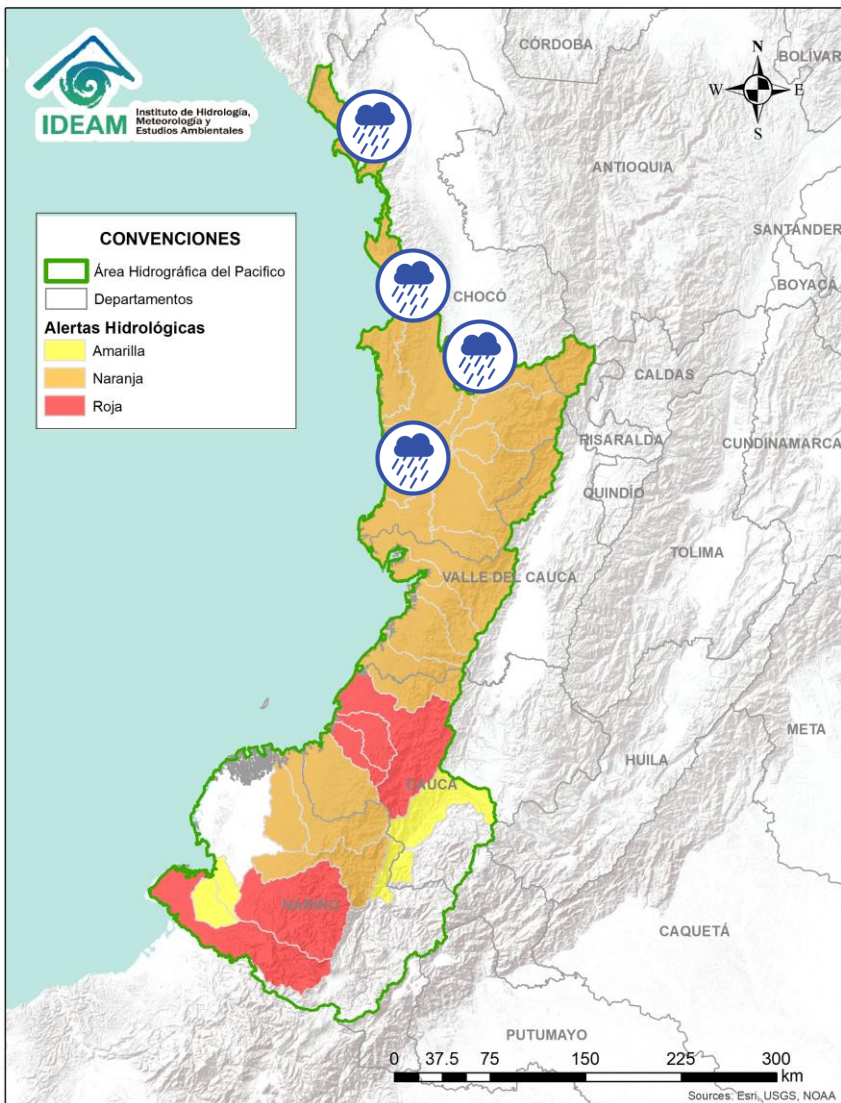 IDEAM
Instituto de Hidrología,
Meteorología y
Estudios Ambientales
CÓRDOBA
BOLÍVAR
N
W
E
S
ANTIOQUIA
SANTANDER
BOYACÁ
CONVENCIONES
Área Hidrográfica del Pacifico
Departamentos
Alertas Hidrológicas
Amarilla
Naranja
Roja
CHOCÓ
CALDAS
RISARALDA
CUNDINAMARCA
QUINDÍO
TOLIMA
VALLE DEL CAUCA
META
HUILA
CAUCA
NARIÑO
CAQUETÁ
PUTUMAYO
0 37.5 75 150 225 300
km
Sources: Esri, USGS, NOAA